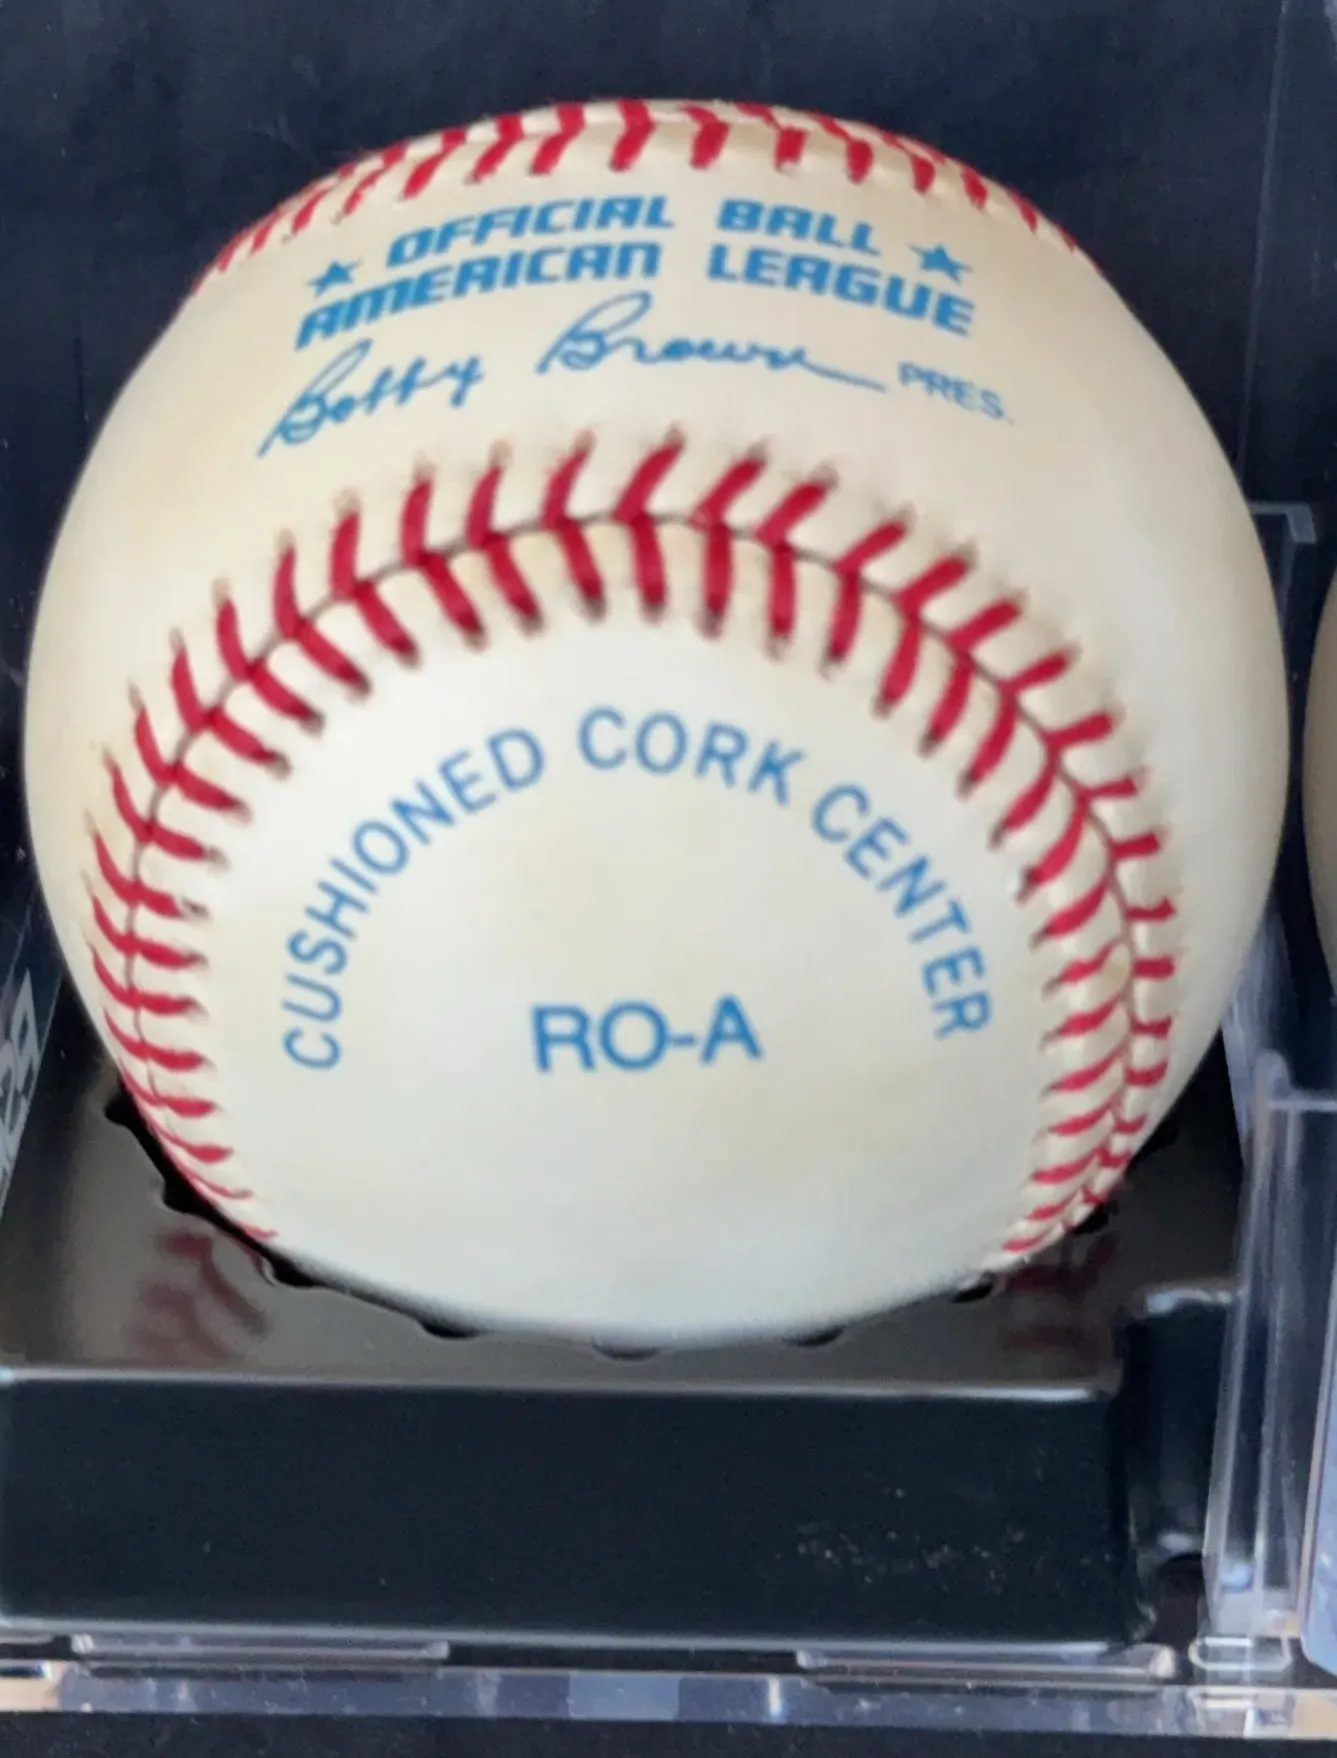 ★ OFFICIAL BALL ★
AMERICAN LEAGUE
Bobby Brown PRES.
CUSHIONED CORK CENTER
RO-A